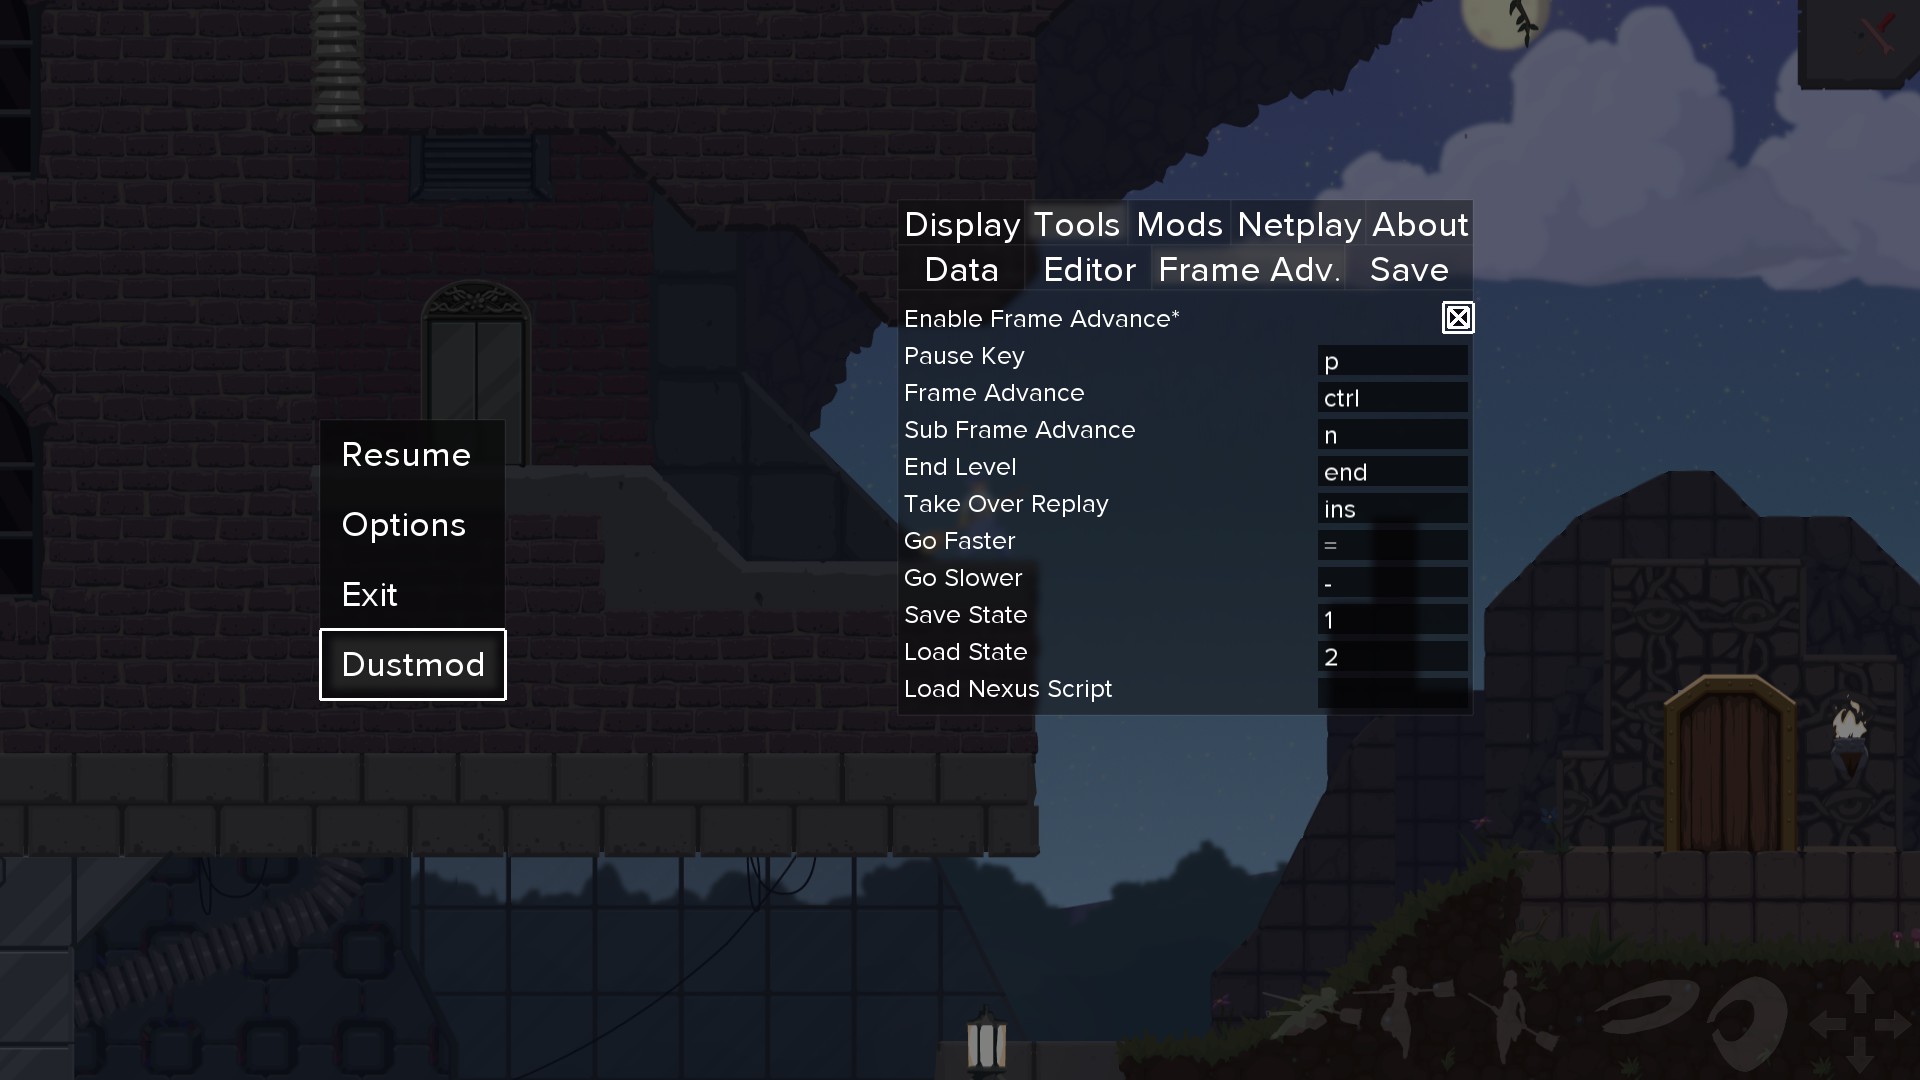 Display Tools Mods Netplay About
Data Editor Frame Adv. Save
Enable Frame Advance*
Pause Key p
Frame Advance ctrl
Sub Frame Advance n
End Level end
Take Over Replay ins
Go Faster =
Go Slower -
Save State 1
Load State 2
Load Nexus Script
Resume
Options
Exit
Dustmod